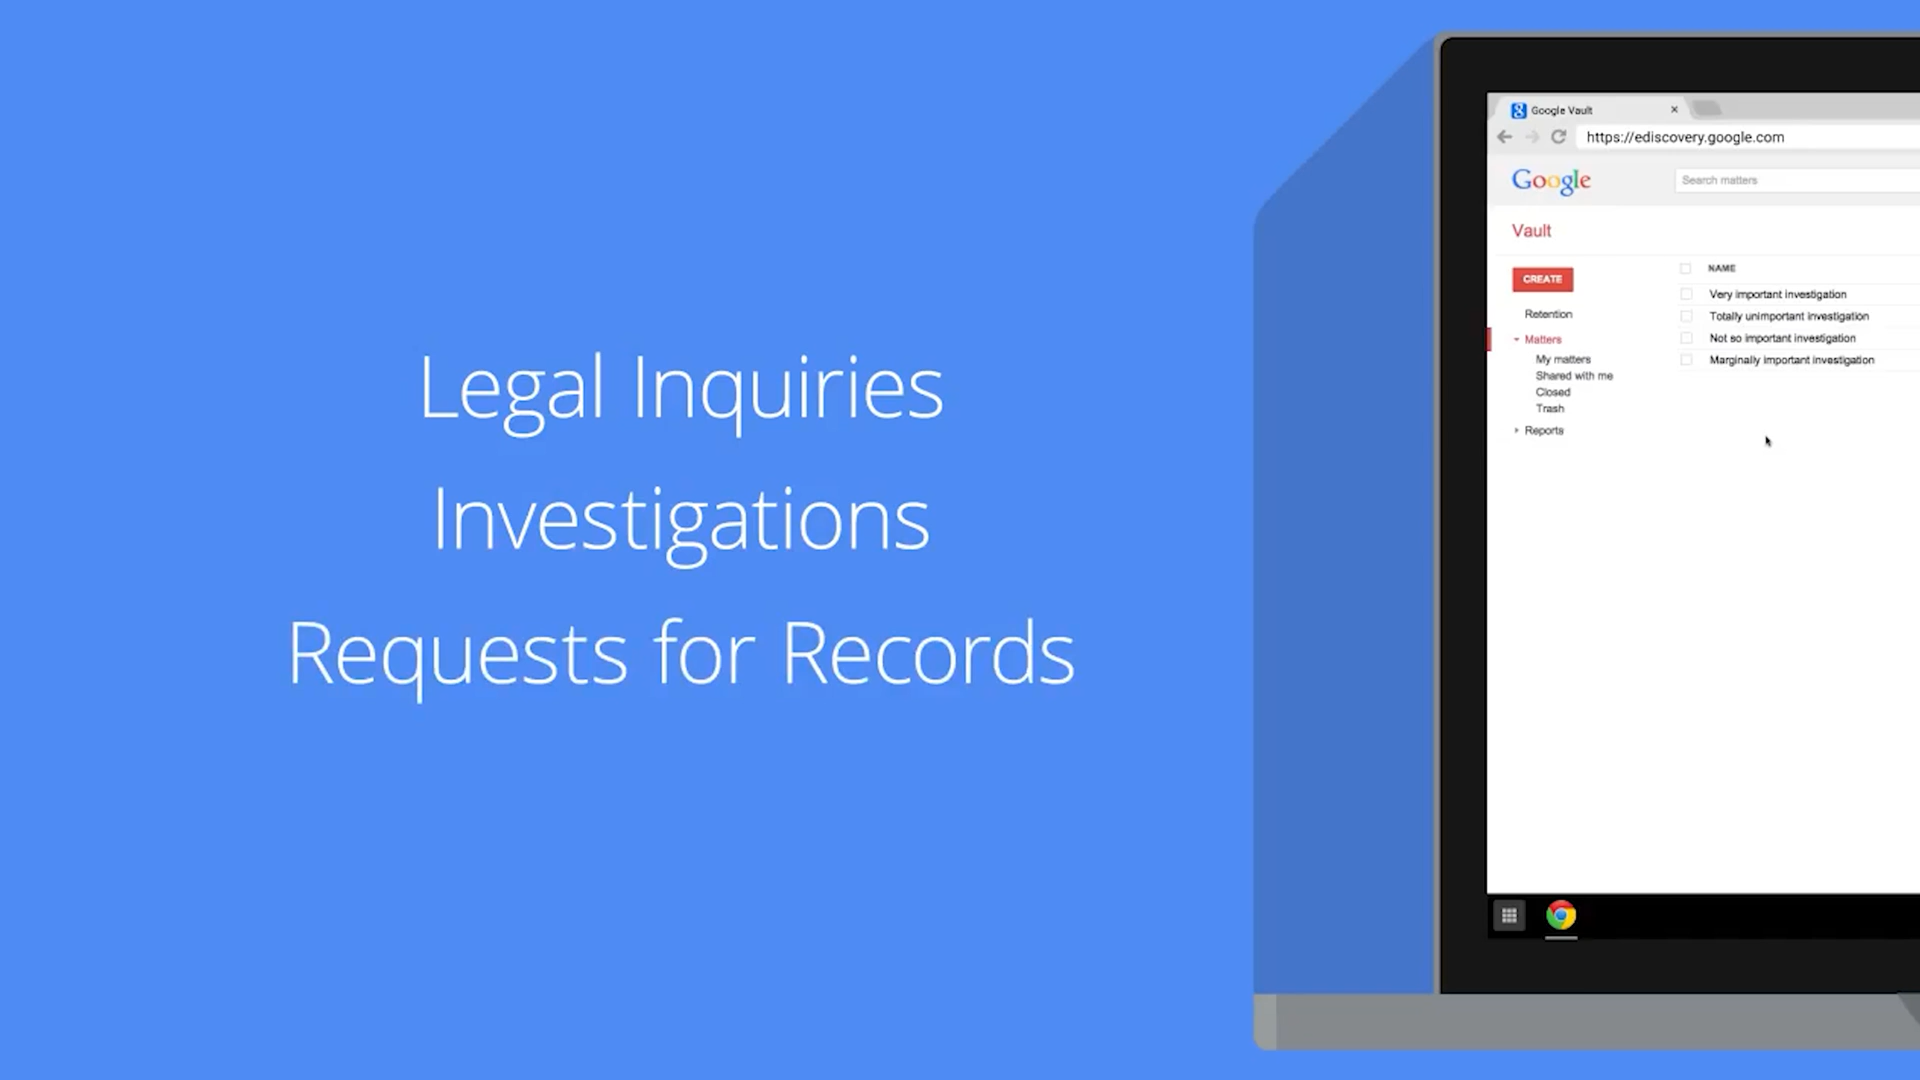 Legal Inquiries
Investigations
Requests for Records
Google Vault
https://ediscovery.google.com
Google
Search matters
Vault
CREATE
NAME
Very important investigation
Retention
Totally unimportant investigation
Matters
Not so important investigation
My matters
Marginally important investigation
Shared with me
Closed
Trash
Reports